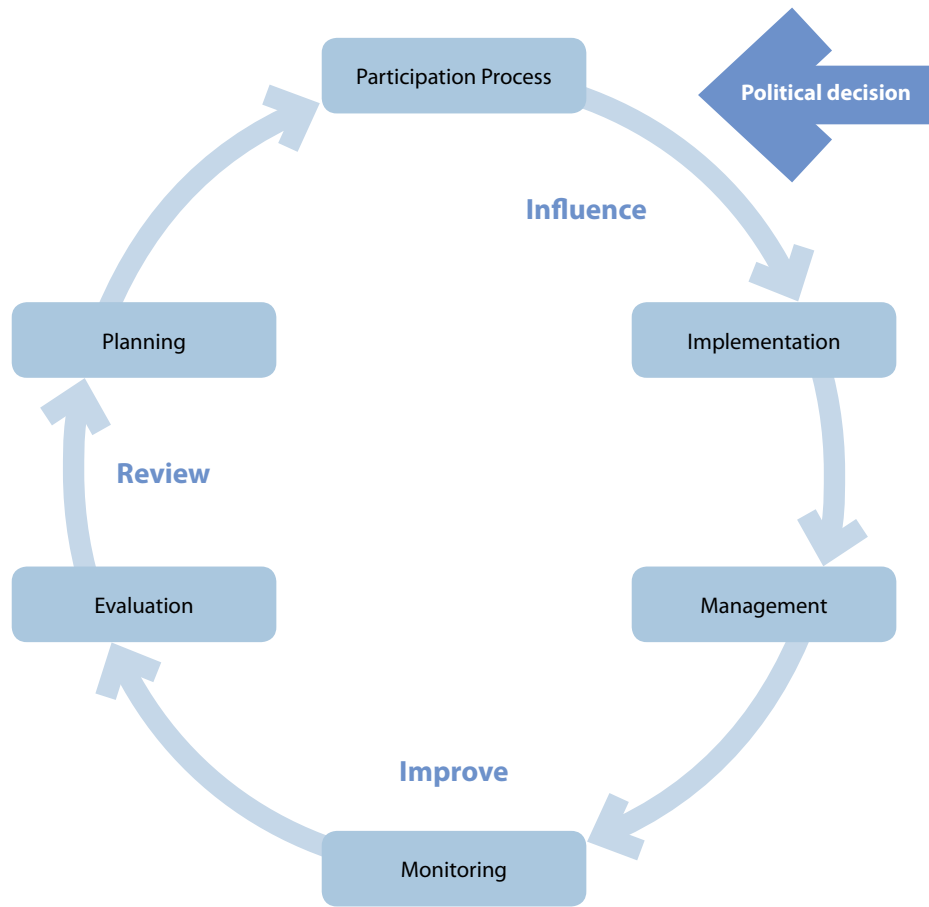 Participation Process
Political decision
Influence
Planning
Implementation
Review
Evaluation
Management
Improve
Monitoring